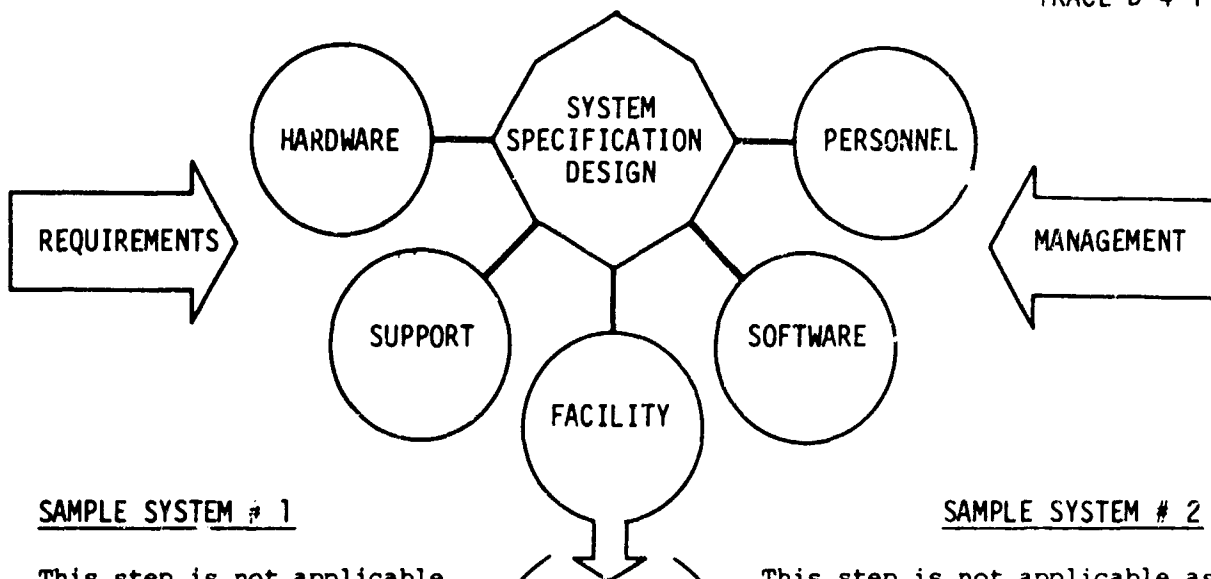 SYSTEM
SPECIFICATION
DESIGN
HARDWARE
PERSONNEL
REQUIREMENTS
MANAGEMENT
SUPPORT
SOFTWARE
FACILITY
SAMPLE SYSTEM # 1
SAMPLE SYSTEM # 2
This step is not applicable
This step is not applicable as